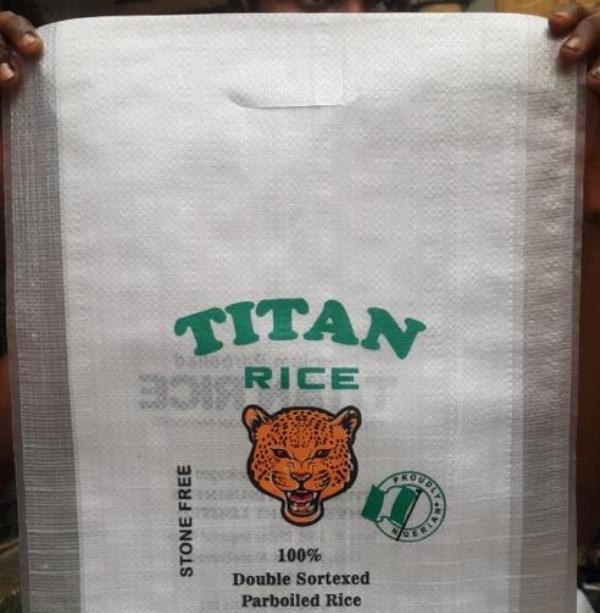 TITAN
RICE
STONE FREE
PROUDLY
NIGERIAN
100%
Double Sortexed
Parboiled Rice